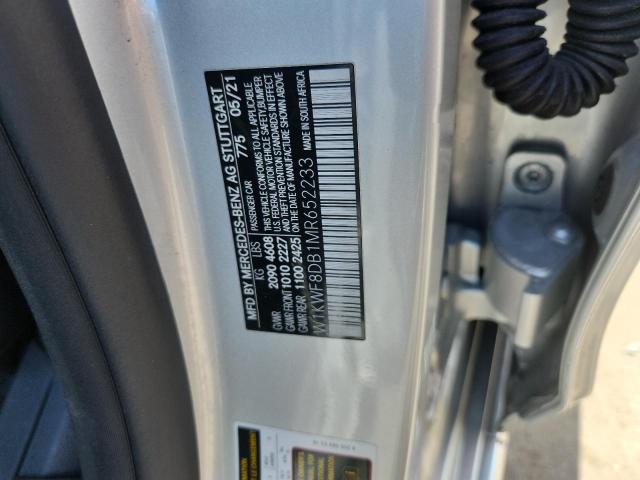 MFD BY MERCEDES-BENZ AG STUTTGART
PASSENGER CAR 775 05/21
KG LBS
GVWR 2090 4608
GAWR FRONT 1010 2227
GAWR REAR 1100 2425
THIS VEHICLE CONFORMS TO ALL APPLICABLE
U.S. FEDERAL MOTOR VEHICLE SAFETY, BUMPER
AND THEFT PREVENTION STANDARDS IN EFFECT
ON THE DATE OF MANUFACTURE SHOWN ABOVE
W1KWF8DB1MR652233 MADE IN SOUTH AFRICA